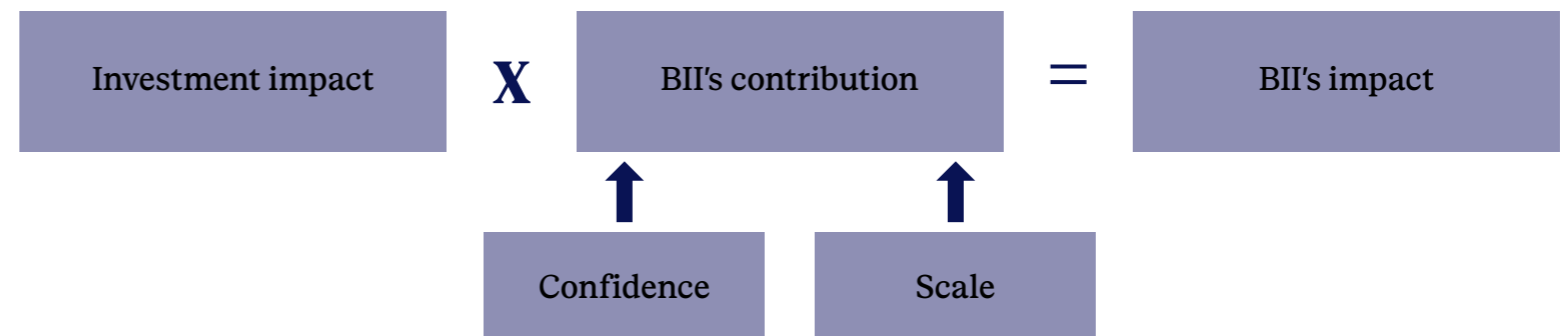 Investment impact
X
BII’s contribution
=
BII’s impact
Confidence
Scale